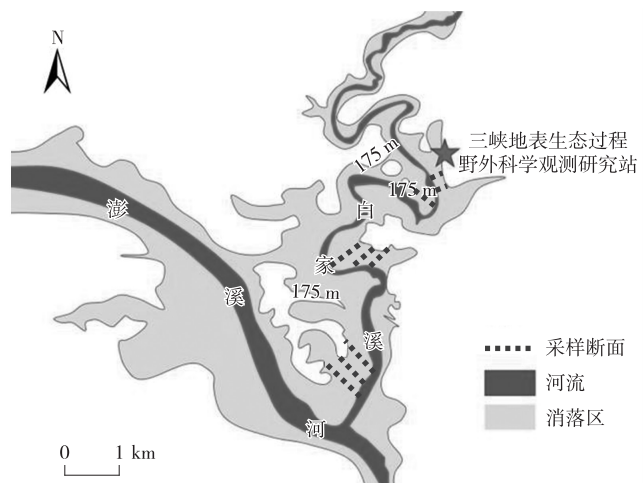 N
三峡地表生态过程
野外科学观测研究站
175 m
175 m
澎
白
家
溪
175 m
溪
河
采样断面
河流
消落区
0 1 km